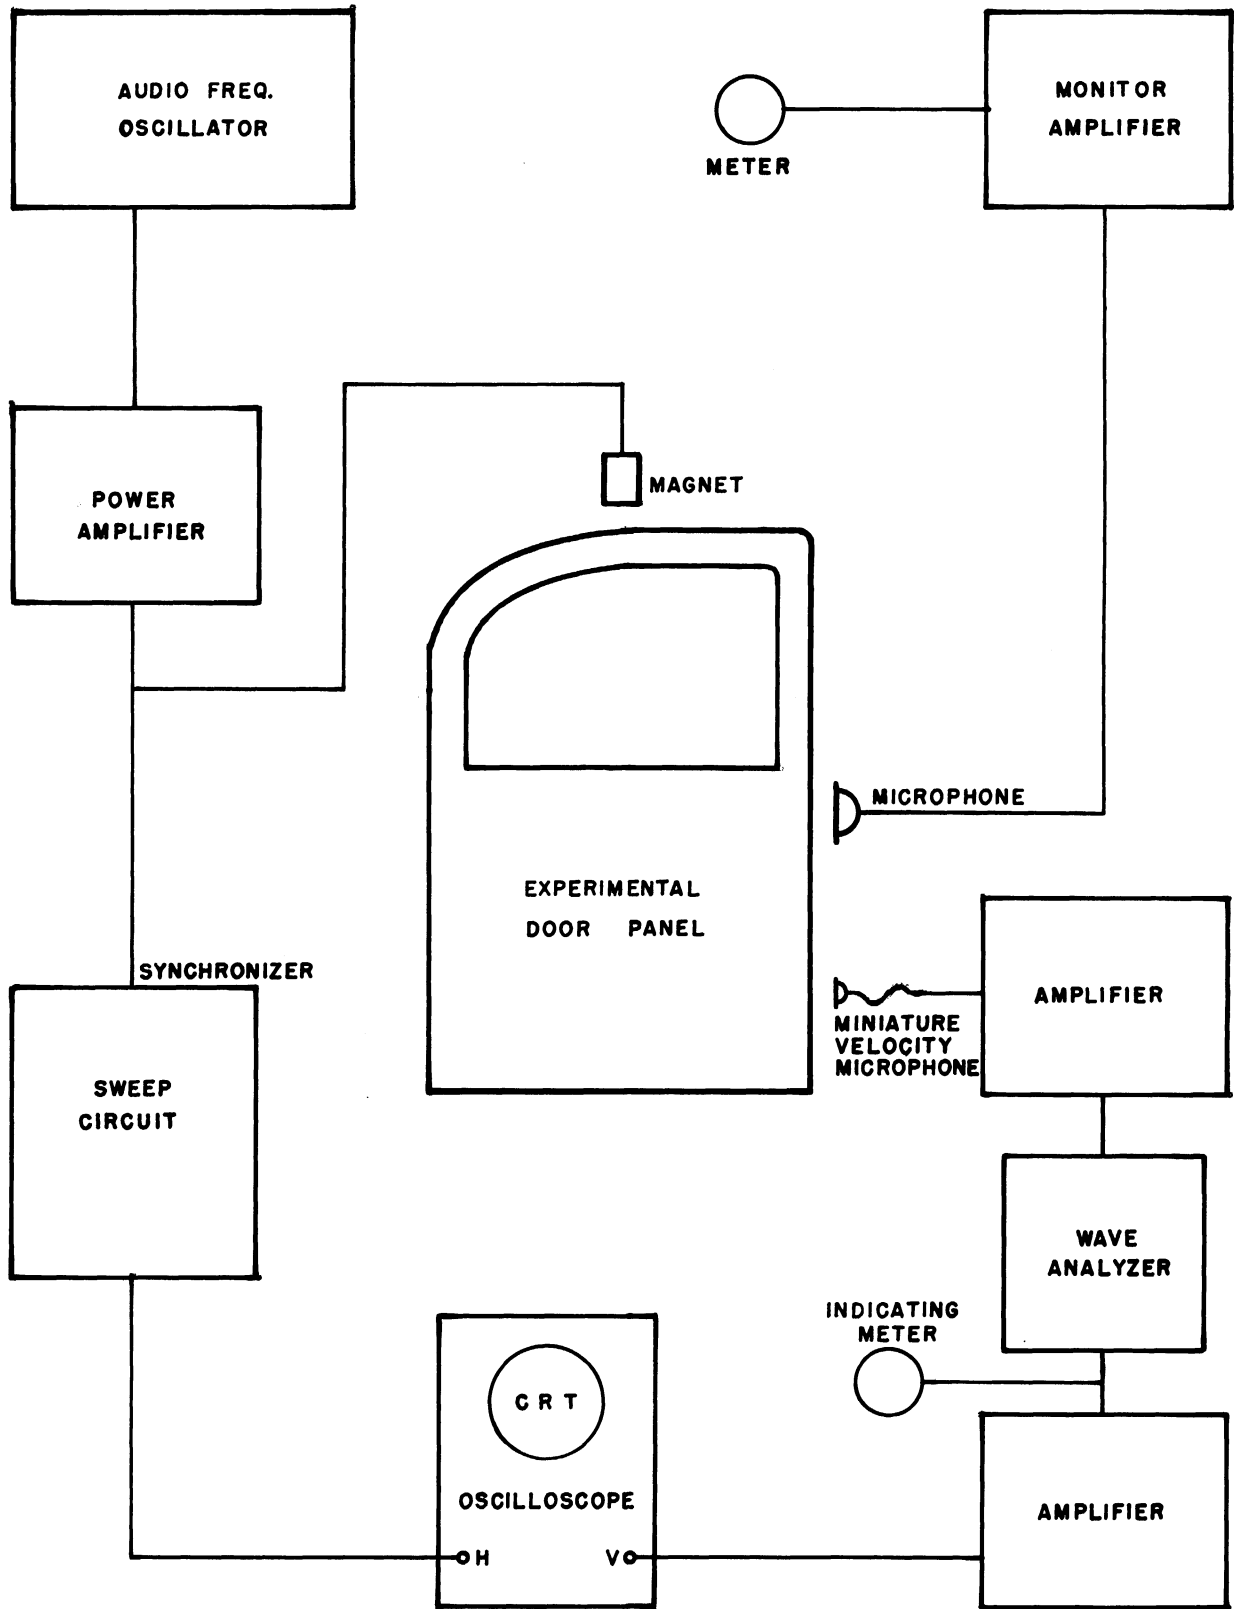 AUDIO FREQ.
OSCILLATOR
METER
MONITOR
AMPLIFIER
POWER
AMPLIFIER
MAGNET
MICROPHONE
EXPERIMENTAL
DOOR PANEL
SYNCHRONIZER
SWEEP
CIRCUIT
AMPLIFIER
MINIATURE
VELOCITY
MICROPHONE
WAVE
ANALYZER
INDICATING
METER
CRT
OSCILLOSCOPE
H
V
AMPLIFIER